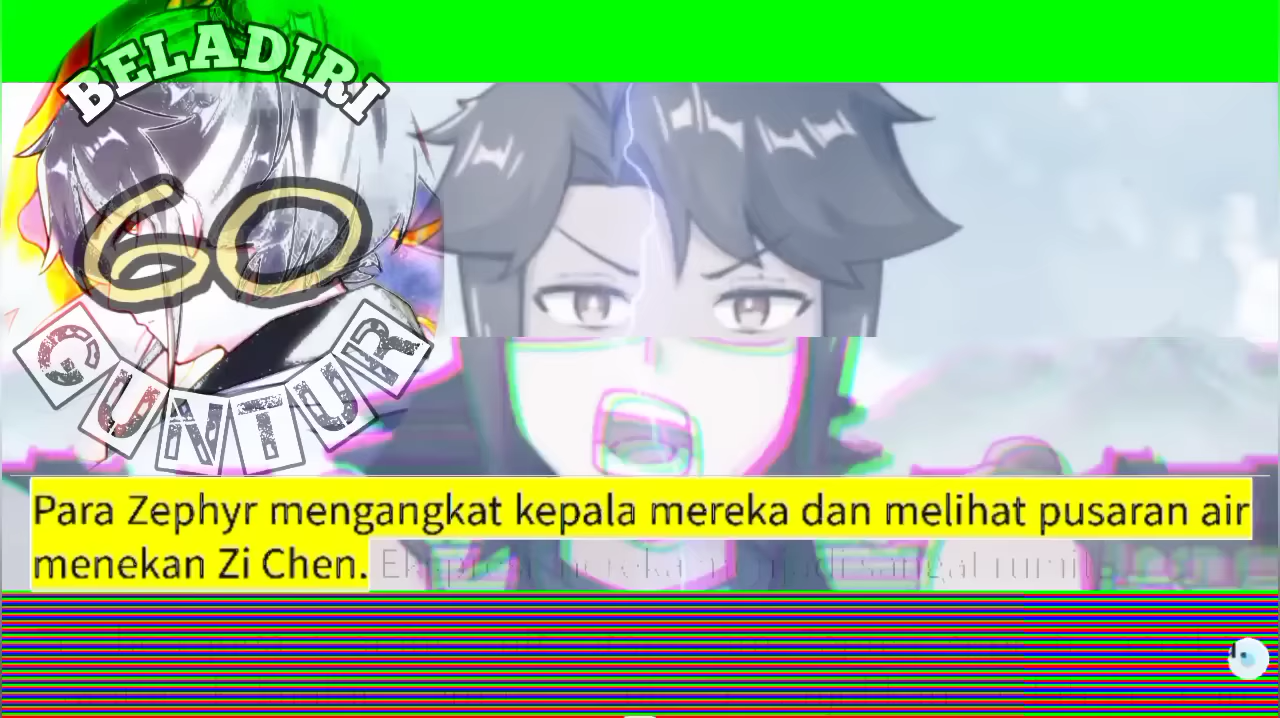 BELADIRI
60
GUNTUR
Para Zephyr mengangkat kepala mereka dan melihat pusaran air
menekan Zi Chen.